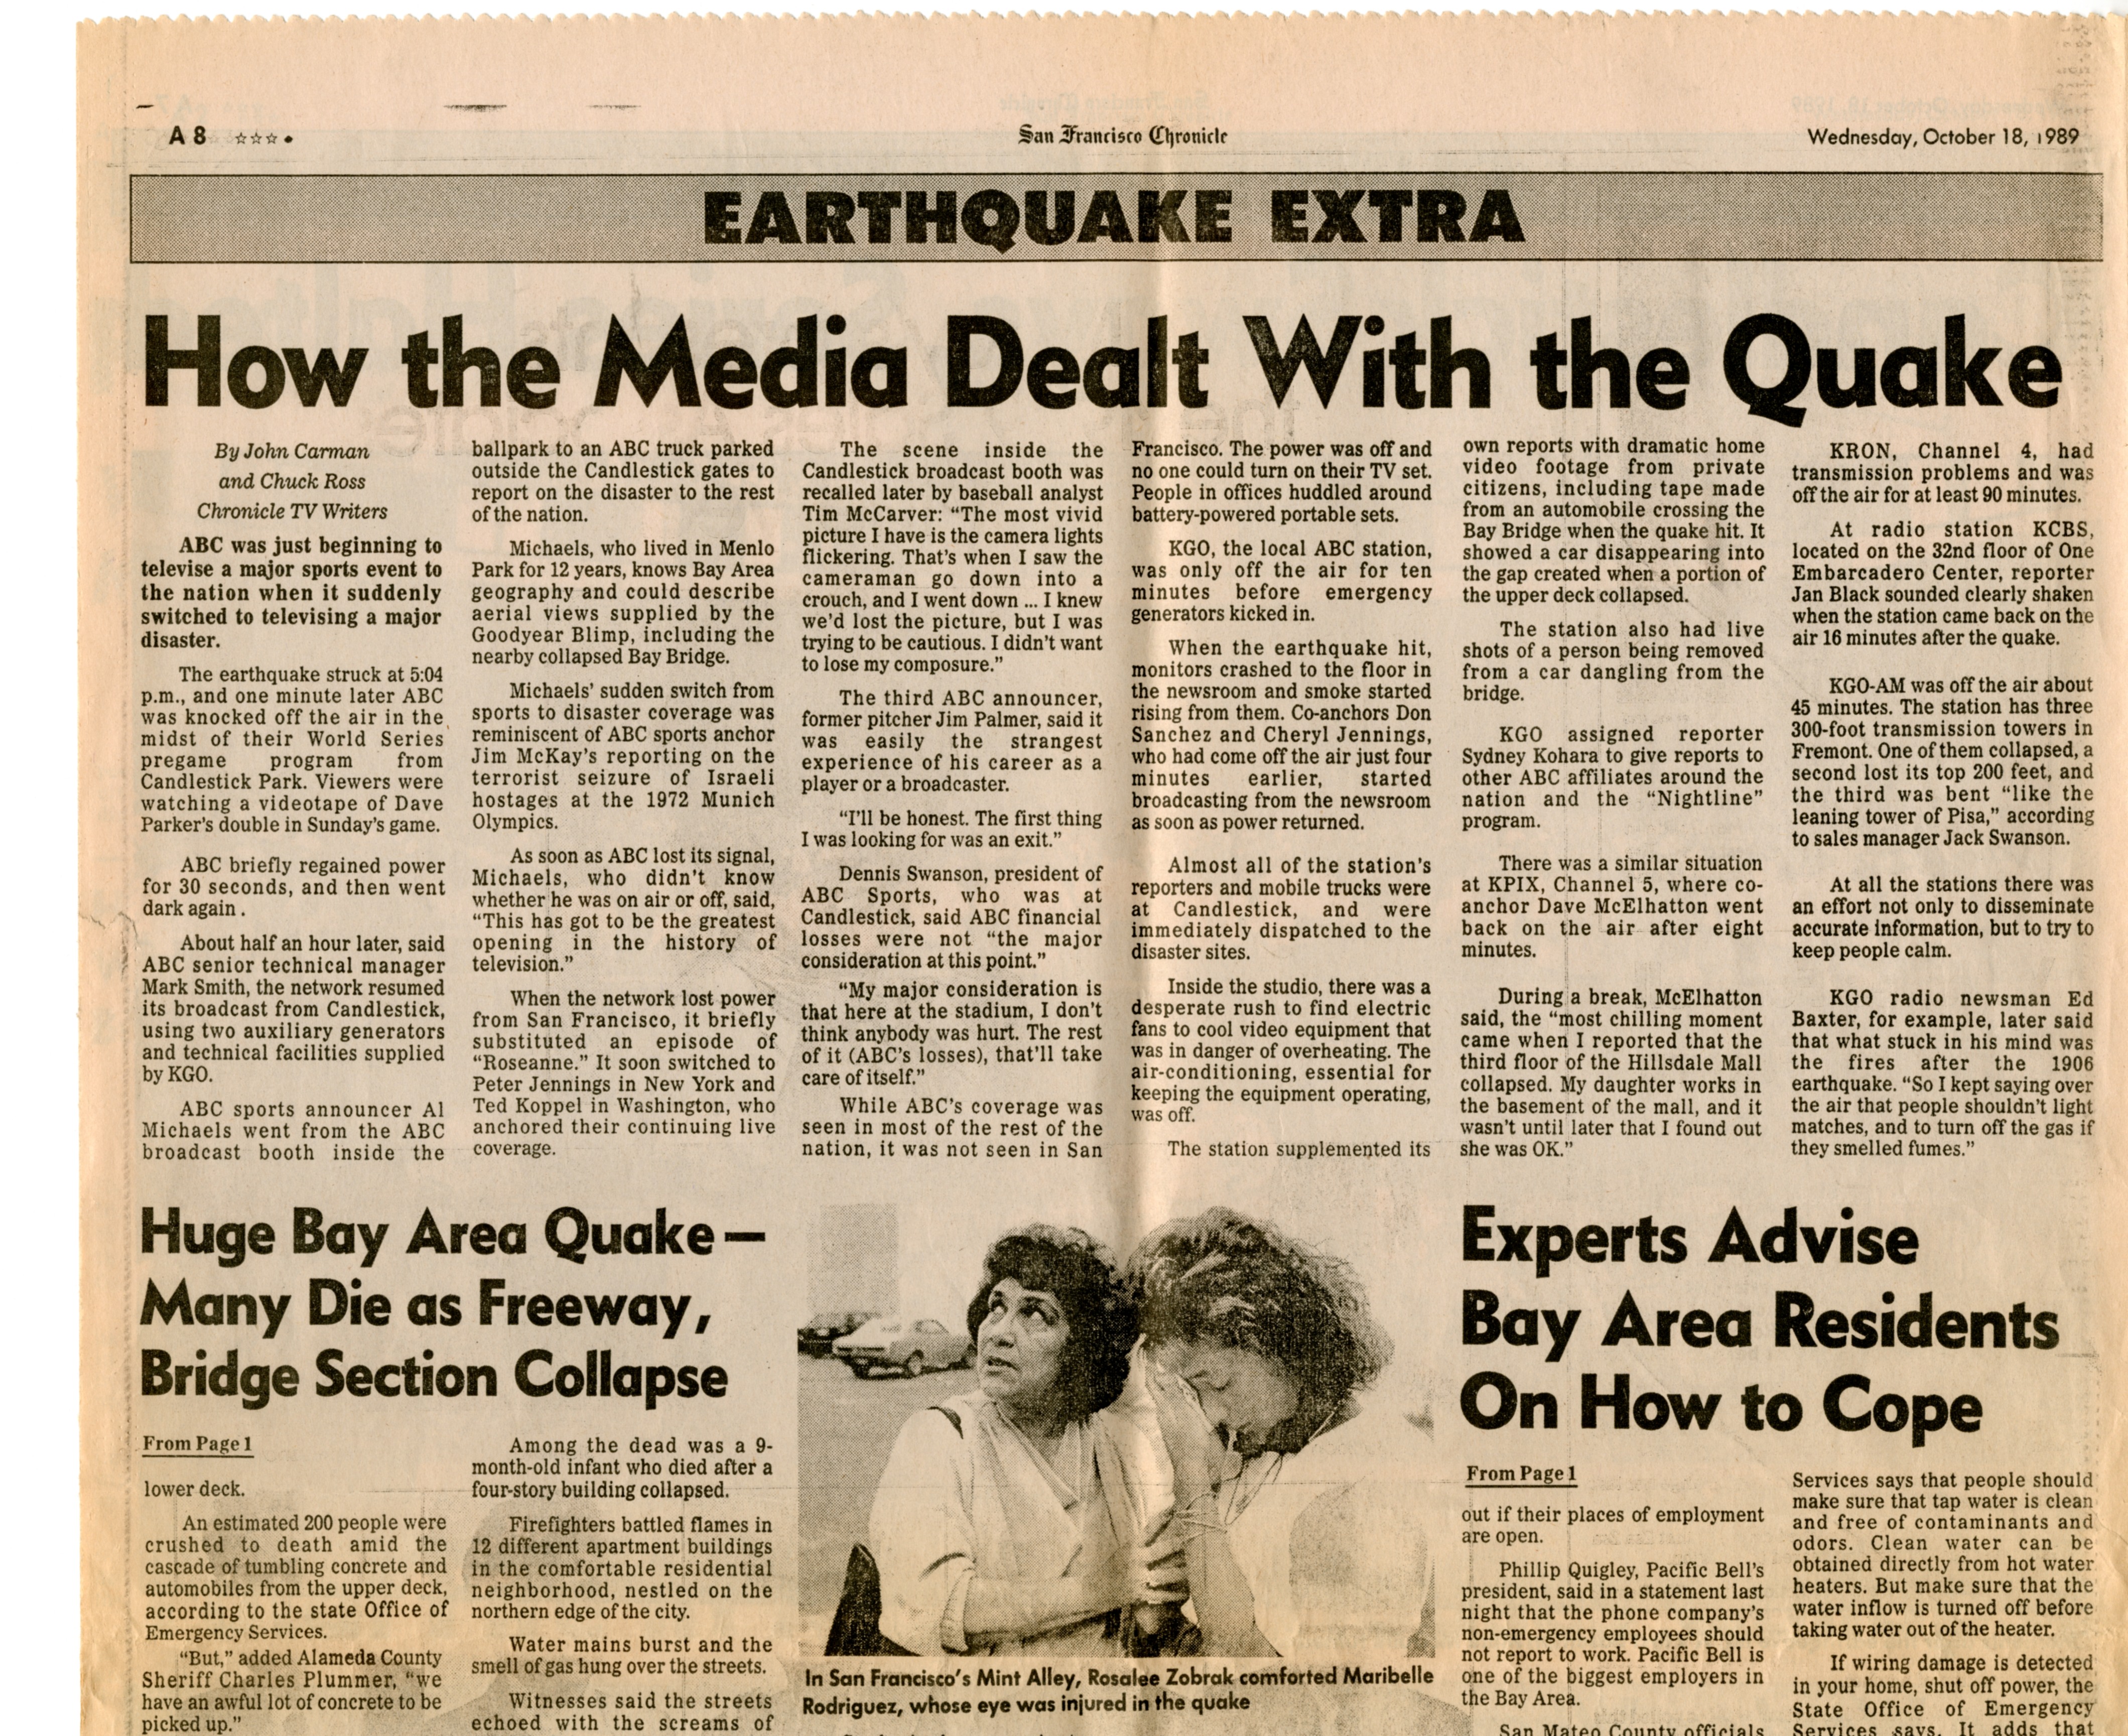 A 8 ☆☆☆ •
San Francisco Chronicle
Wednesday, October 18, 1989
EARTHQUAKE EXTRA
How the Media Dealt With the Quake
By John Carman
and Chuck Ross
Chronicle TV Writers
ABC was just beginning to
televise a major sports event to
the nation when it suddenly
switched to televising a major
disaster.
The earthquake struck at 5:04
p.m., and one minute later ABC
was knocked off the air in the
midst of their World Series
pregame program from
Candlestick Park. Viewers were
watching a videotape of Dave
Parker's double in Sunday's game.
ABC briefly regained power
for 30 seconds, and then went
dark again .
About half an hour later, said
ABC senior technical manager
Mark Smith, the network resumed
its broadcast from Candlestick,
using two auxiliary generators
and technical facilities supplied
by KGO.
ABC sports announcer Al
Michaels went from the ABC
broadcast booth inside the
ballpark to an ABC truck parked
outside the Candlestick gates to
report on the disaster to the rest
of the nation.
Michaels, who lived in Menlo
Park for 12 years, knows Bay Area
geography and could describe
aerial views supplied by the
Goodyear Blimp, including the
nearby collapsed Bay Bridge.
Michaels' sudden switch from
sports to disaster coverage was
reminiscent of ABC sports anchor
Jim McKay's reporting on the
terrorist seizure of Israeli
hostages at the 1972 Munich
Olympics.
As soon as ABC lost its signal,
Michaels, who didn't know
whether he was on air or off, said,
“This has got to be the greatest
opening in the history of
television.”
When the network lost power
from San Francisco, it briefly
substituted an episode of
“Roseanne.” It soon switched to
Peter Jennings in New York and
Ted Koppel in Washington, who
anchored their continuing live
coverage.
The scene inside the
Candlestick broadcast booth was
recalled later by baseball analyst
Tim McCarver: “The most vivid
picture I have is the camera lights
flickering. That's when I saw the
cameraman go down into a
crouch, and I went down ... I knew
we'd lost the picture, but I was
trying to be cautious. I didn't want
to lose my composure.”
The third ABC announcer,
former pitcher Jim Palmer, said it
was easily the strangest
experience of his career as a
player or a broadcaster.
“I'll be honest. The first thing
I was looking for was an exit.”
Dennis Swanson, president of
ABC Sports, who was at
Candlestick, said ABC financial
losses were not “the major
consideration at this point.”
“My major consideration is
that here at the stadium, I don't
think anybody was hurt. The rest
of it (ABC's losses), that'll take
care of itself.”
While ABC's coverage was
seen in most of the rest of the
nation, it was not seen in San
Francisco. The power was off and
no one could turn on their TV set.
People in offices huddled around
battery-powered portable sets.
KGO, the local ABC station,
was only off the air for ten
minutes before emergency
generators kicked in.
When the earthquake hit,
monitors crashed to the floor in
the newsroom and smoke started
rising from them. Co-anchors Don
Sanchez and Cheryl Jennings,
who had come off the air just four
minutes earlier, started
broadcasting from the newsroom
as soon as power returned.
Almost all of the station's
reporters and mobile trucks were
at Candlestick, and were
immediately dispatched to the
disaster sites.
Inside the studio, there was a
desperate rush to find electric
fans to cool video equipment that
was in danger of overheating. The
air-conditioning, essential for
keeping the equipment operating,
was off.
The station supplemented its
own reports with dramatic home
video footage from private
citizens, including tape made
from an automobile crossing the
Bay Bridge when the quake hit. It
showed a car disappearing into
the gap created when a portion of
the upper deck collapsed.
The station also had live
shots of a person being removed
from a car dangling from the
bridge.
KGO assigned reporter
Sydney Kohara to give reports to
other ABC affiliates around the
nation and the “Nightline”
program.
There was a similar situation
at KPIX, Channel 5, where co-
anchor Dave McElhatton went
back on the air after eight
minutes.
During a break, McElhatton
said, the “most chilling moment
came when I reported that the
third floor of the Hillsdale Mall
collapsed. My daughter works in
the basement of the mall, and it
wasn't until later that I found out
she was OK.”
KRON, Channel 4, had
transmission problems and was
off the air for at least 90 minutes.
At radio station KCBS,
located on the 32nd floor of One
Embarcadero Center, reporter
Jan Black sounded clearly shaken
when the station came back on the
air 16 minutes after the quake.
KGO-AM was off the air about
45 minutes. The station has three
300-foot transmission towers in
Fremont. One of them collapsed, a
second lost its top 200 feet, and
the third was bent “like the
leaning tower of Pisa,” according
to sales manager Jack Swanson.
At all the stations there was
an effort not only to disseminate
accurate information, but to try to
keep people calm.
KGO radio newsman Ed
Baxter, for example, later said
that what stuck in his mind was
the fires after the 1906
earthquake. “So I kept saying over
the air that people shouldn't light
matches, and to turn off the gas if
they smelled fumes.”
Huge Bay Area Quake —
Many Die as Freeway,
Bridge Section Collapse
From Page 1
lower deck.
An estimated 200 people were
crushed to death amid the
cascade of tumbling concrete and
automobiles from the upper deck,
according to the state Office of
Emergency Services.
“But,” added Alameda County
Sheriff Charles Plummer, “we
have an awful lot of concrete to be
picked up.”
Among the dead was a 9-
month-old infant who died after a
four-story building collapsed.
Firefighters battled flames in
12 different apartment buildings
in the comfortable residential
neighborhood, nestled on the
northern edge of the city.
Water mains burst and the
smell of gas hung over the streets.
Witnesses said the streets
echoed with the screams of
In San Francisco's Mint Alley, Rosalee Zobrak comforted Maribelle
Rodriguez, whose eye was injured in the quake
Experts Advise
Bay Area Residents
On How to Cope
From Page 1
out if their places of employment
are open.
Phillip Quigley, Pacific Bell's
president, said in a statement last
night that the phone company's
non-emergency employees should
not report to work. Pacific Bell is
one of the biggest employers in
the Bay Area.
San Mateo County officials
Services says that people should
make sure that tap water is clean
and free of contaminants and
odors. Clean water can be
obtained directly from hot water
heaters. But make sure that the
water inflow is turned off before
taking water out of the heater.
If wiring damage is detected
in your home, shut off power, the
State Office of Emergency
Services says. It adds that